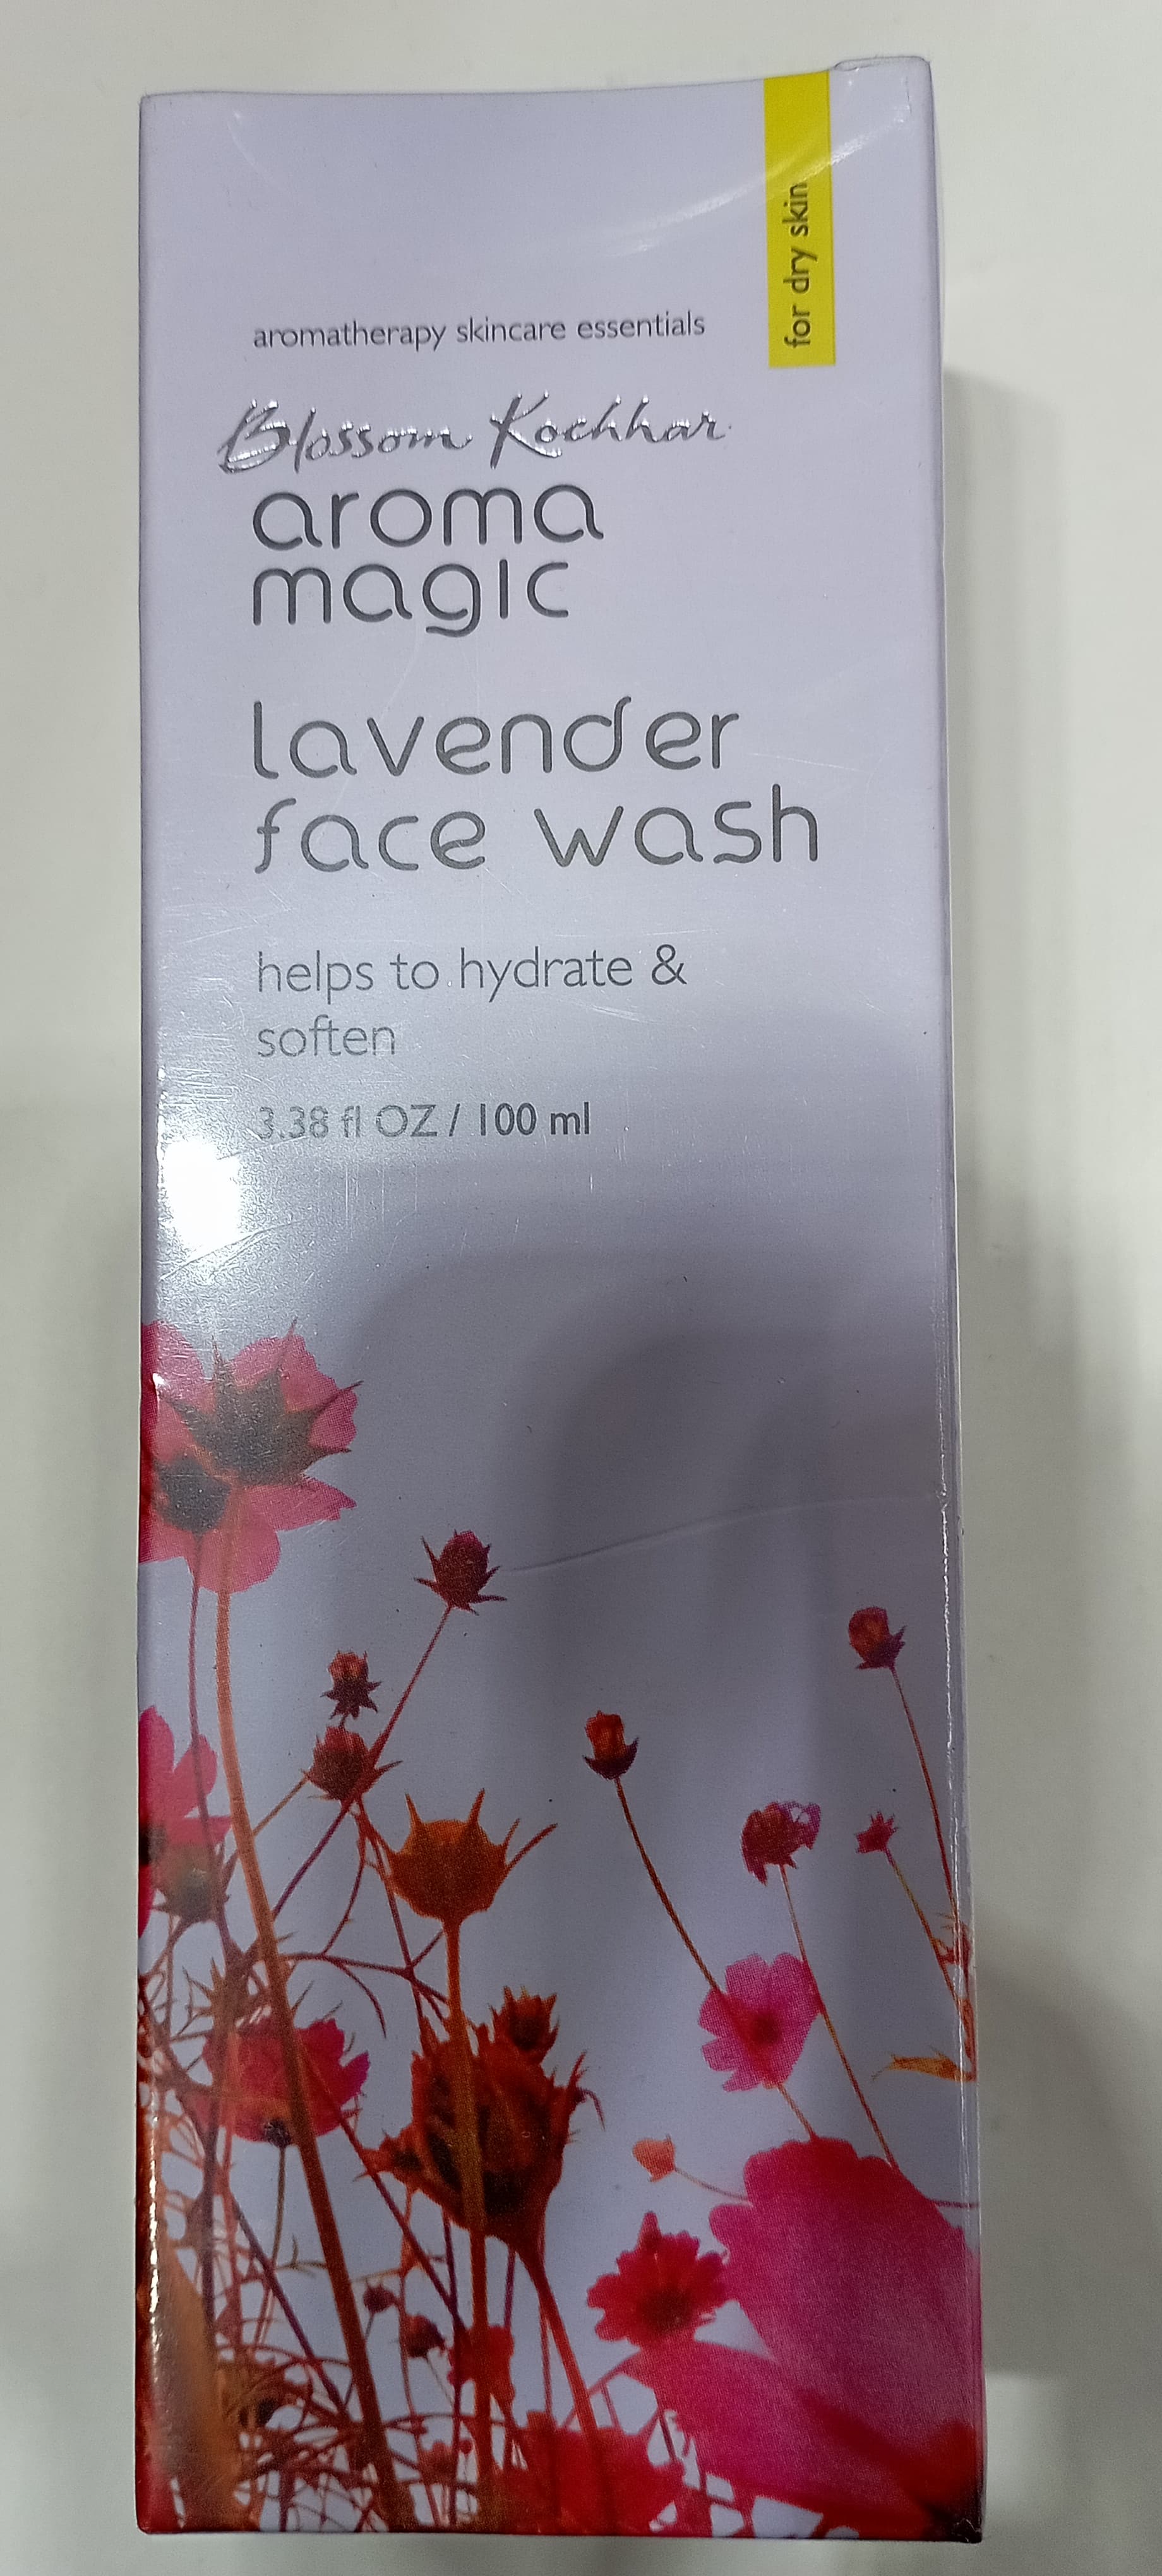 for dry skin
aromatherapy skincare essentials
Blossom Kochhar
aroma
magic
lavender
face wash
helps to hydrate &
soften
3.38 fl OZ / 100 ml